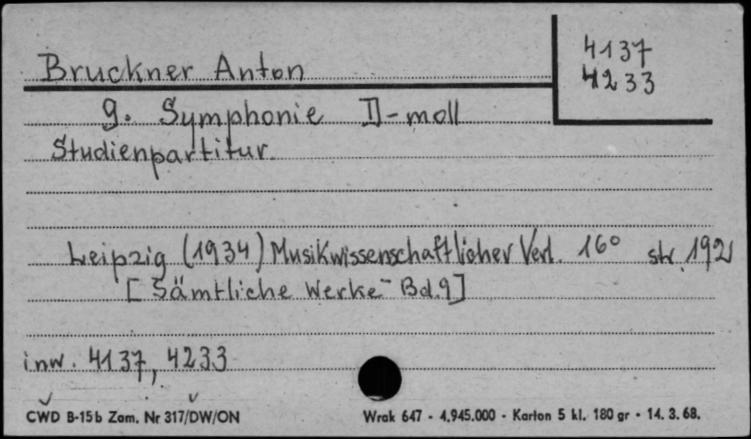 4137
4233
Bruckner Anton
9. Symphonie D-moll
Studienpartitur.
Leipzig (1934) Musikwissenschaftlicher Verl. 16° str. 192
[Sämtliche Werke Bd.9]
inw. 4137, 4233
CWD B-15b Zam. Nr 317/DW/ON Wrak 647 - 4.945.000 - Karton 5 kl. 180 gr - 14. 3. 68.